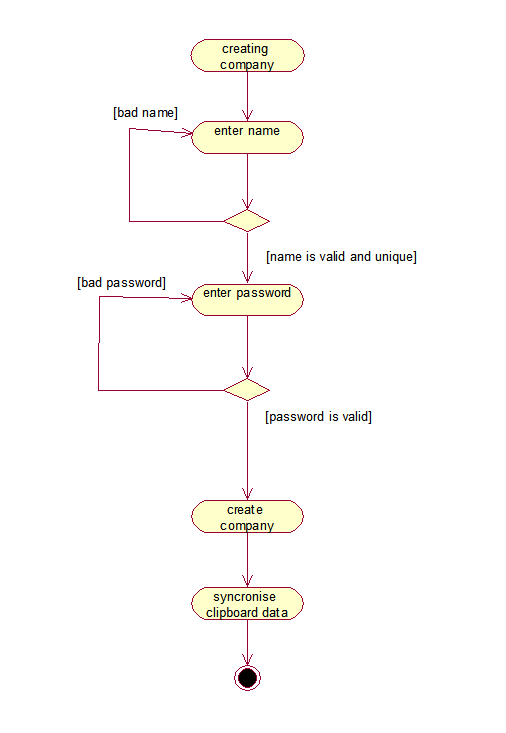 creating
company
[bad name]
enter name
[name is valid and unique]
[bad password]
enter password
[password is valid]
create
company
syncronise
clipboard data